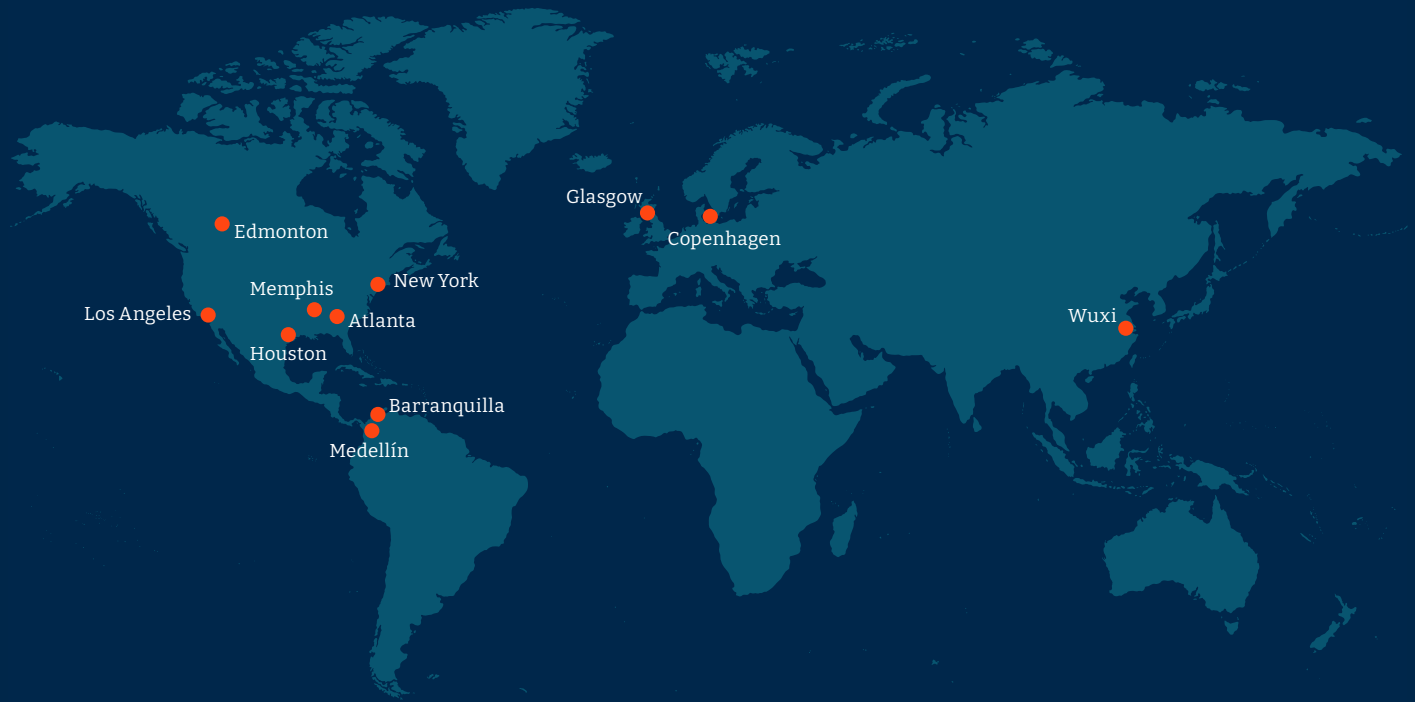 Glasgow
Edmonton
Copenhagen
New York
Memphis
Los Angeles
Atlanta
Wuxi
Houston
Barranquilla
Medellín